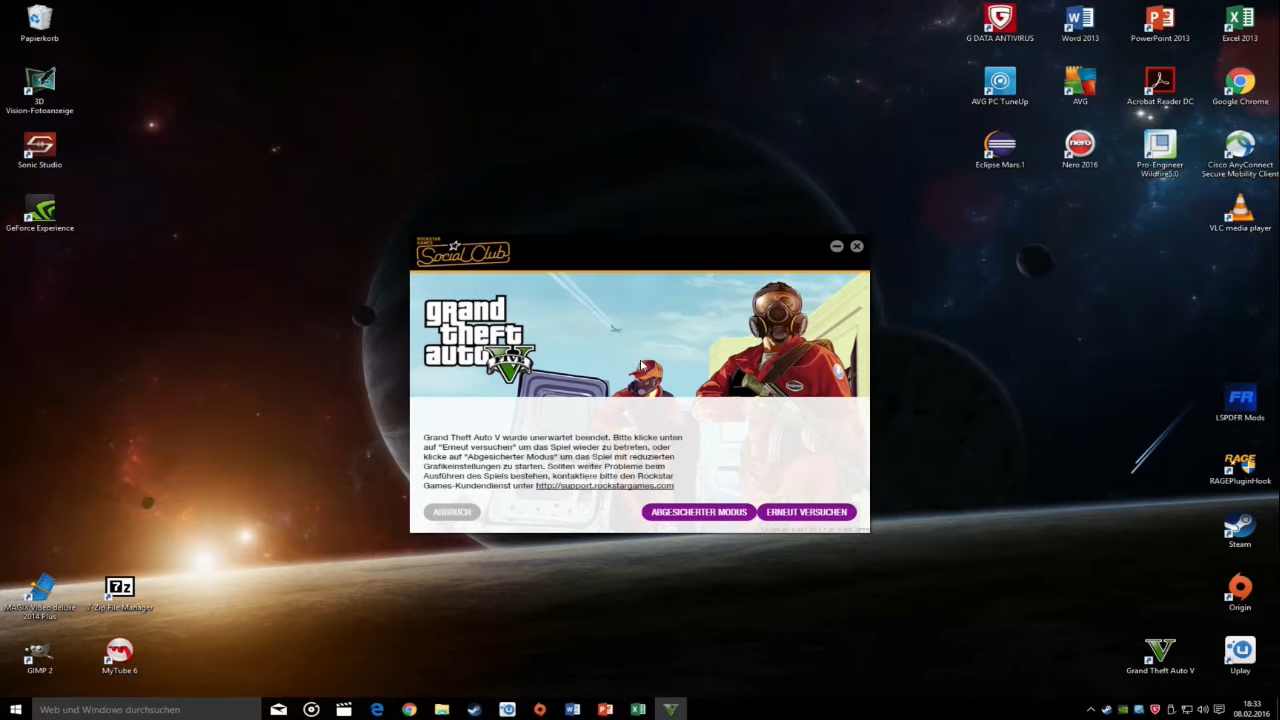 Papierkorb
3D
Vision-Fotoanzeige
Sonic Studio
GeForce Experience
G DATA ANTIVIRUS
Word 2013
PowerPoint 2013
Excel 2013
AVG PC TuneUp
AVG
Acrobat Reader DC
Google Chrome
Eclipse Mars.1
Nero 2016
Pro-Engineer
Wildfire5.0
Cisco AnyConnect
Secure Mobility Client
VLC media player
ROCKSTAR
GAMES
Social Club
grand
theft
auto
FIVE
Grand Theft Auto V wurde unerwartet beendet. Bitte klicke unten
auf "Erneut versuchen" um das Spiel wieder zu betreten, oder
klicke auf "Abgesicherter Modus" um das Spiel mit reduzierten
Grafikeinstellungen zu starten. Sollten weiter Probleme beim
Ausführen des Spiels bestehen, kontaktiere bitte den Rockstar
Games-Kundendienst unter http://support.rockstargames.com
ABBRUCH
ABGESICHERTER MODUS
ERNEUT VERSUCHEN
FR
LSPDFR Mods
RAGE
RAGEPluginHook
Steam
Origin
Grand Theft Auto V
Uplay
MAGIX Video deluxe
2014 Plus
7z
7-Zip File Manager
GIMP 2
MyTube 6
Web und Windows durchsuchen
18:33
08.02.2016